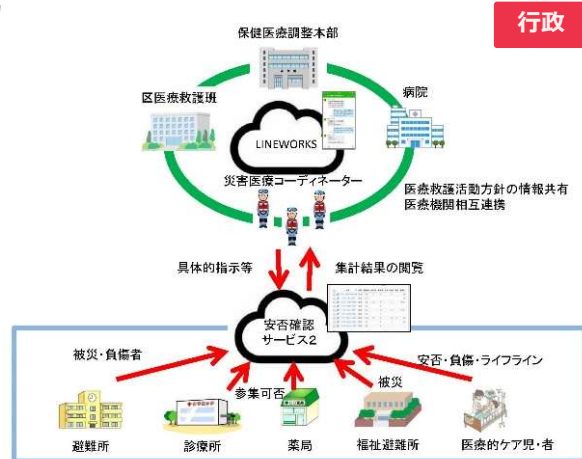 行政
保健医療調整本部
区医療救護班
病院
LINEWORKS
災害医療コーディネーター
医療救護活動方針の情報共有
医療機関相互連携
具体的指示等
集計結果の閲覧
安否確認
サービス2
被災・負傷者
安否・負傷・ライフライン
参集可否
被災
避難所
診療所
薬局
福祉避難所
医療的ケア児・者